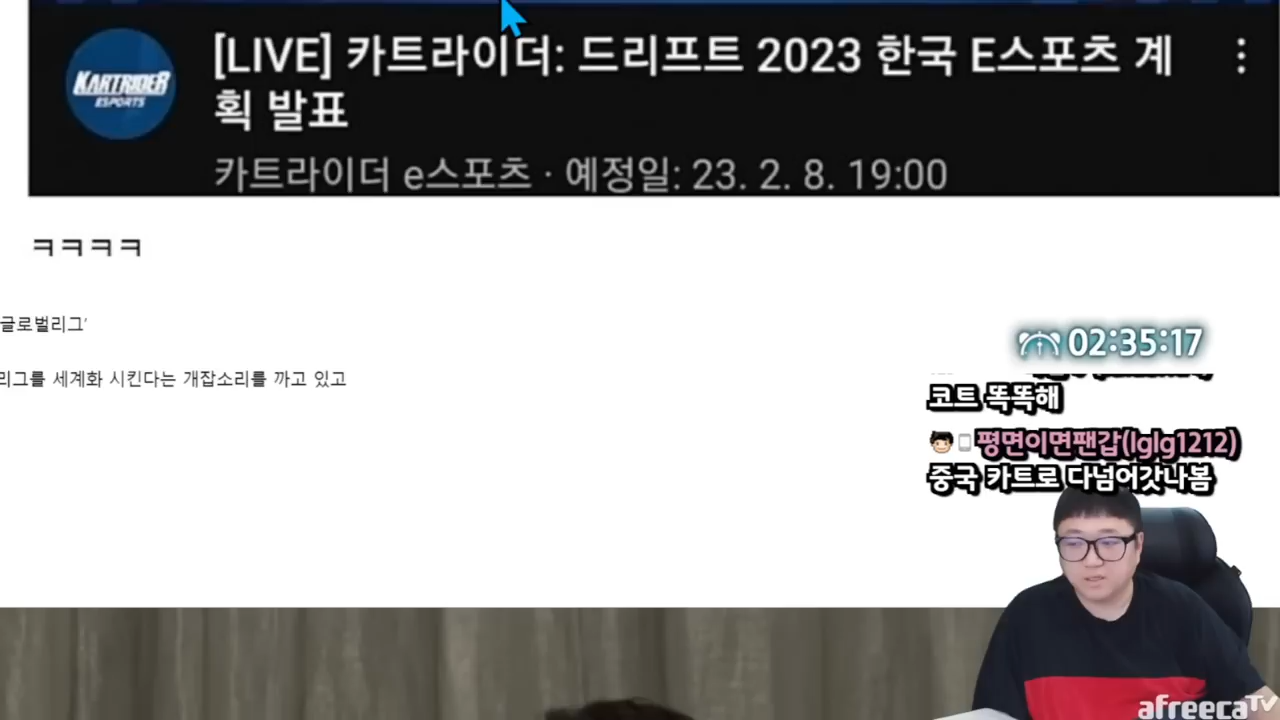 [LIVE] 카트라이더: 드리프트 2023 한국 E스포츠 계
획 발표
KARTRIDER
ESPORTS
카트라이더 e스포츠 · 예정일: 23. 2. 8. 19:00
ㅋㅋㅋㅋ
글로벌리그'
리그를 세계화 시킨다는 개잡소리를 까고 있고
02:35:17
코트 똑똑해
평면이면팬갑(lglg1212)
중국 카트로 다넘어갓나봄
afreecaTV